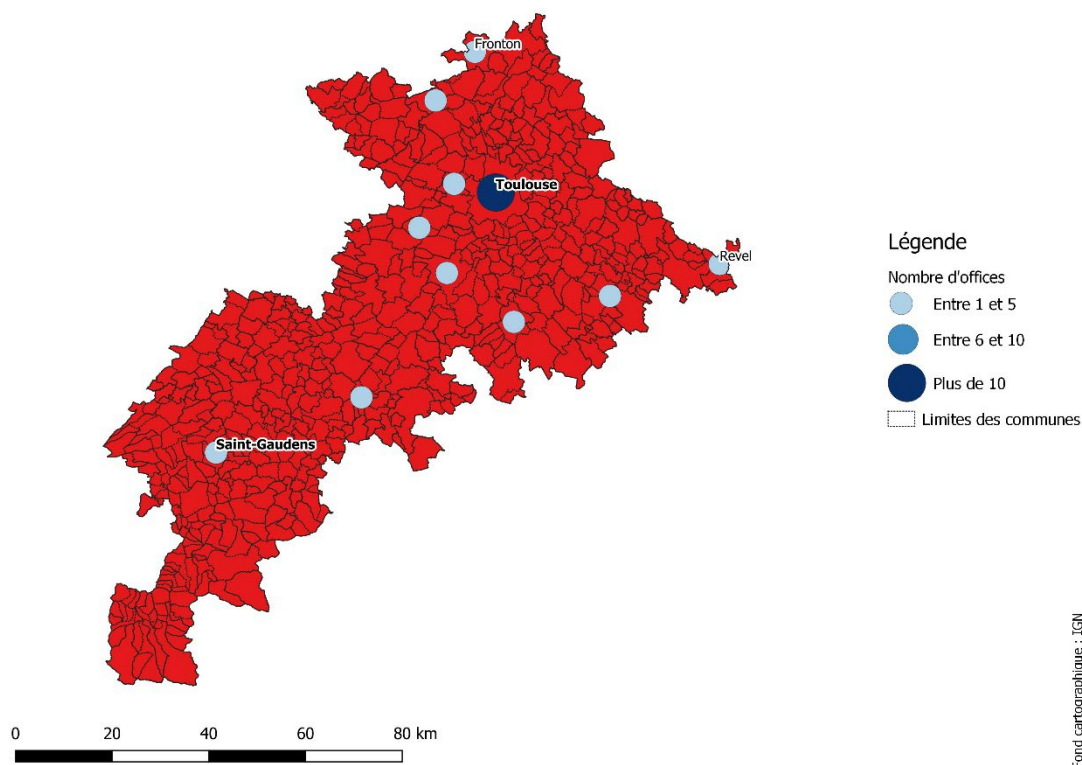 Fronton
Toulouse
Revel
Saint-Gaudens
Légende
Nombre d'offices
Entre 1 et 5
Entre 6 et 10
Plus de 10
Limites des communes
0 20 40 60 80 km
Fond cartographique : IGN